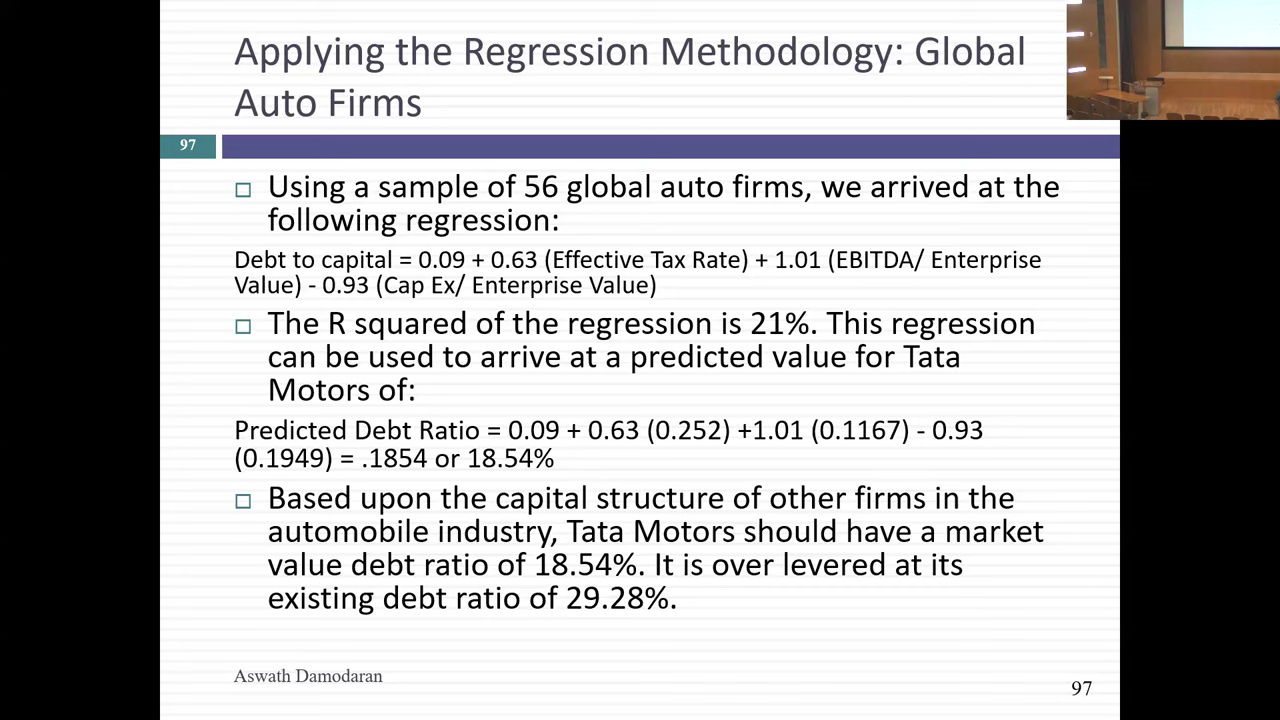 Applying the Regression Methodology: Global
Auto Firms
97
□ Using a sample of 56 global auto firms, we arrived at the
following regression:
Debt to capital = 0.09 + 0.63 (Effective Tax Rate) + 1.01 (EBITDA/ Enterprise
Value) - 0.93 (Cap Ex/ Enterprise Value)
□ The R squared of the regression is 21%. This regression
can be used to arrive at a predicted value for Tata
Motors of:
Predicted Debt Ratio = 0.09 + 0.63 (0.252) +1.01 (0.1167) - 0.93
(0.1949) = .1854 or 18.54%
□ Based upon the capital structure of other firms in the
automobile industry, Tata Motors should have a market
value debt ratio of 18.54%. It is over levered at its
existing debt ratio of 29.28%.
Aswath Damodaran
97